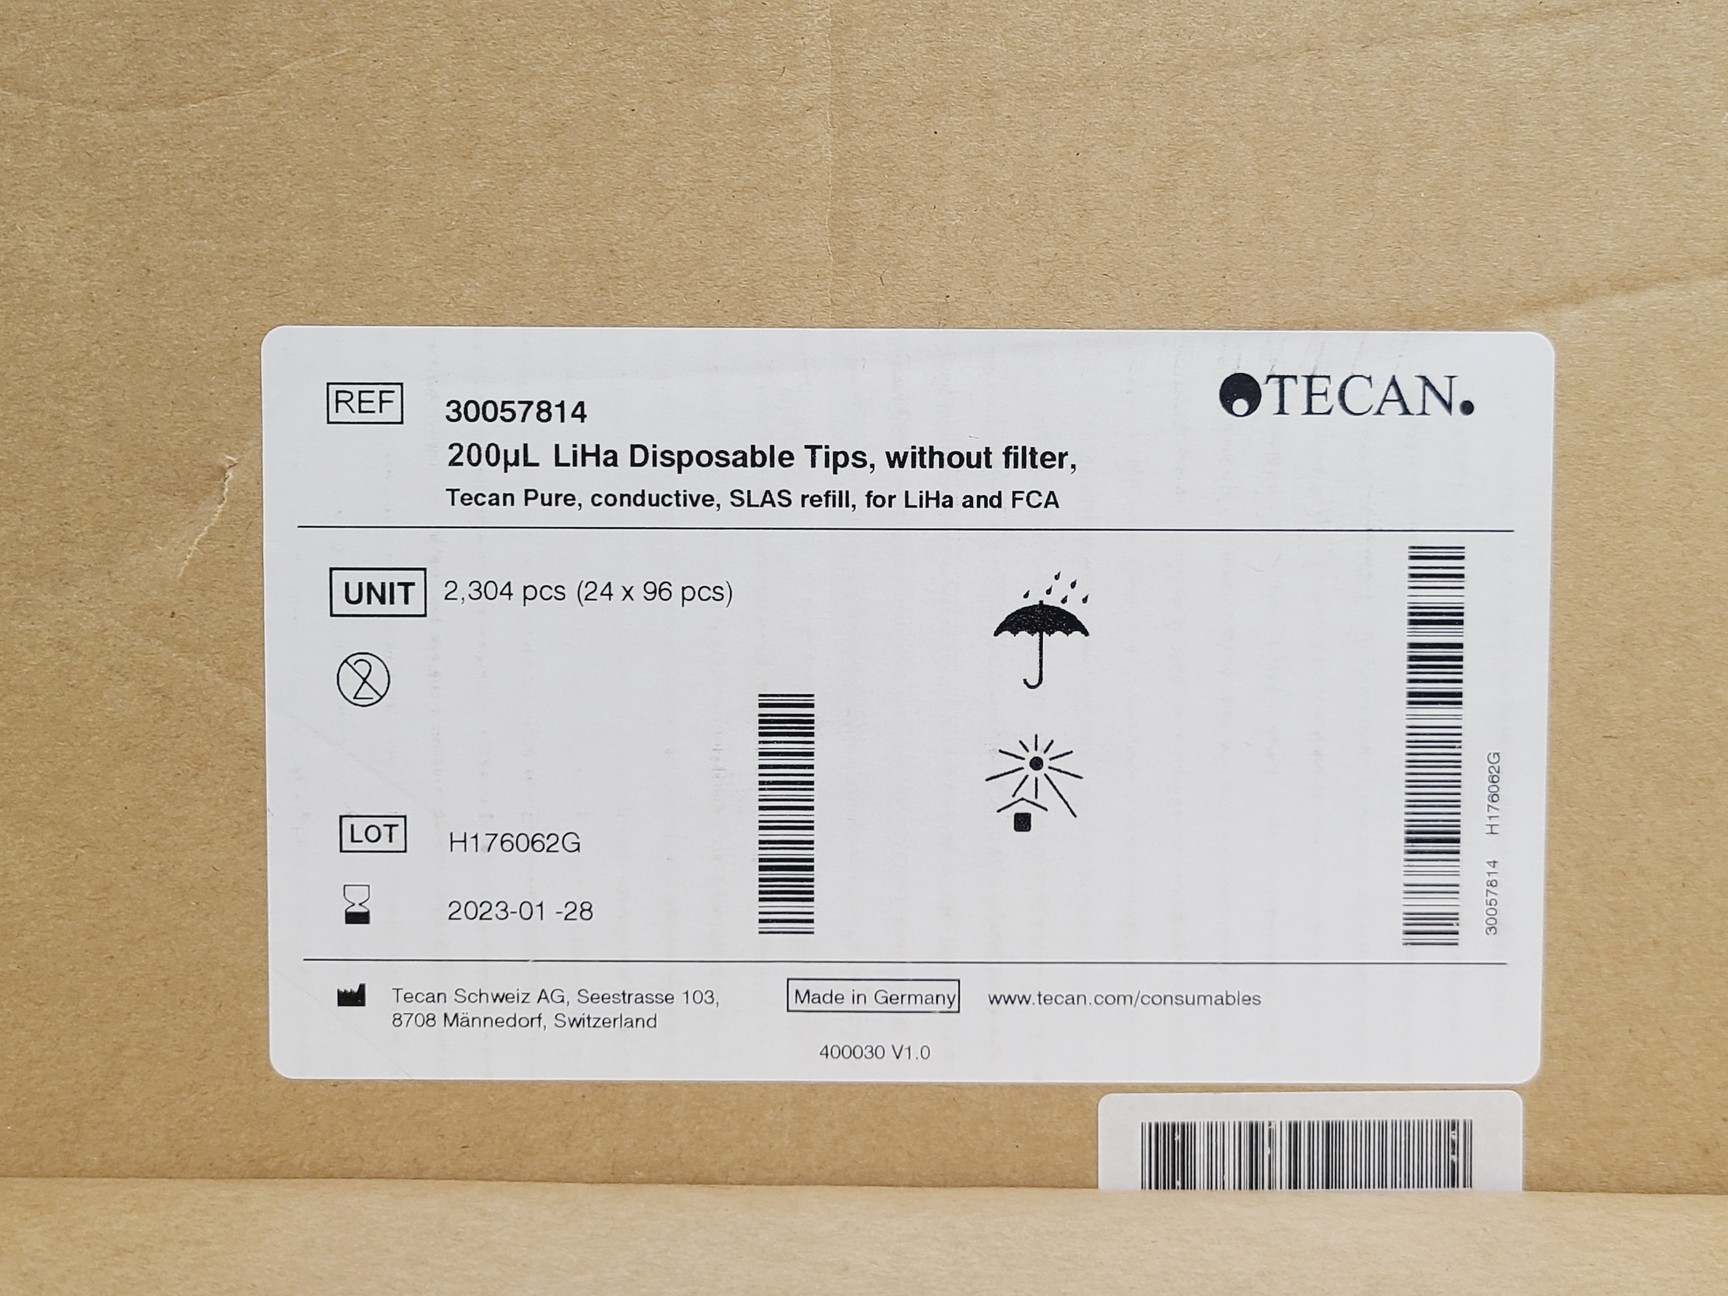 REF 30057814
TECAN.
200µL LiHa Disposable Tips, without filter,
Tecan Pure, conductive, SLAS refill, for LiHa and FCA
UNIT 2,304 pcs (24 x 96 pcs)
2
LOT H176062G
2023-01 -28
30057814 H176062G
Tecan Schweiz AG, Seestrasse 103,
8708 Männedorf, Switzerland
Made in Germany
www.tecan.com/consumables
400030 V1.0